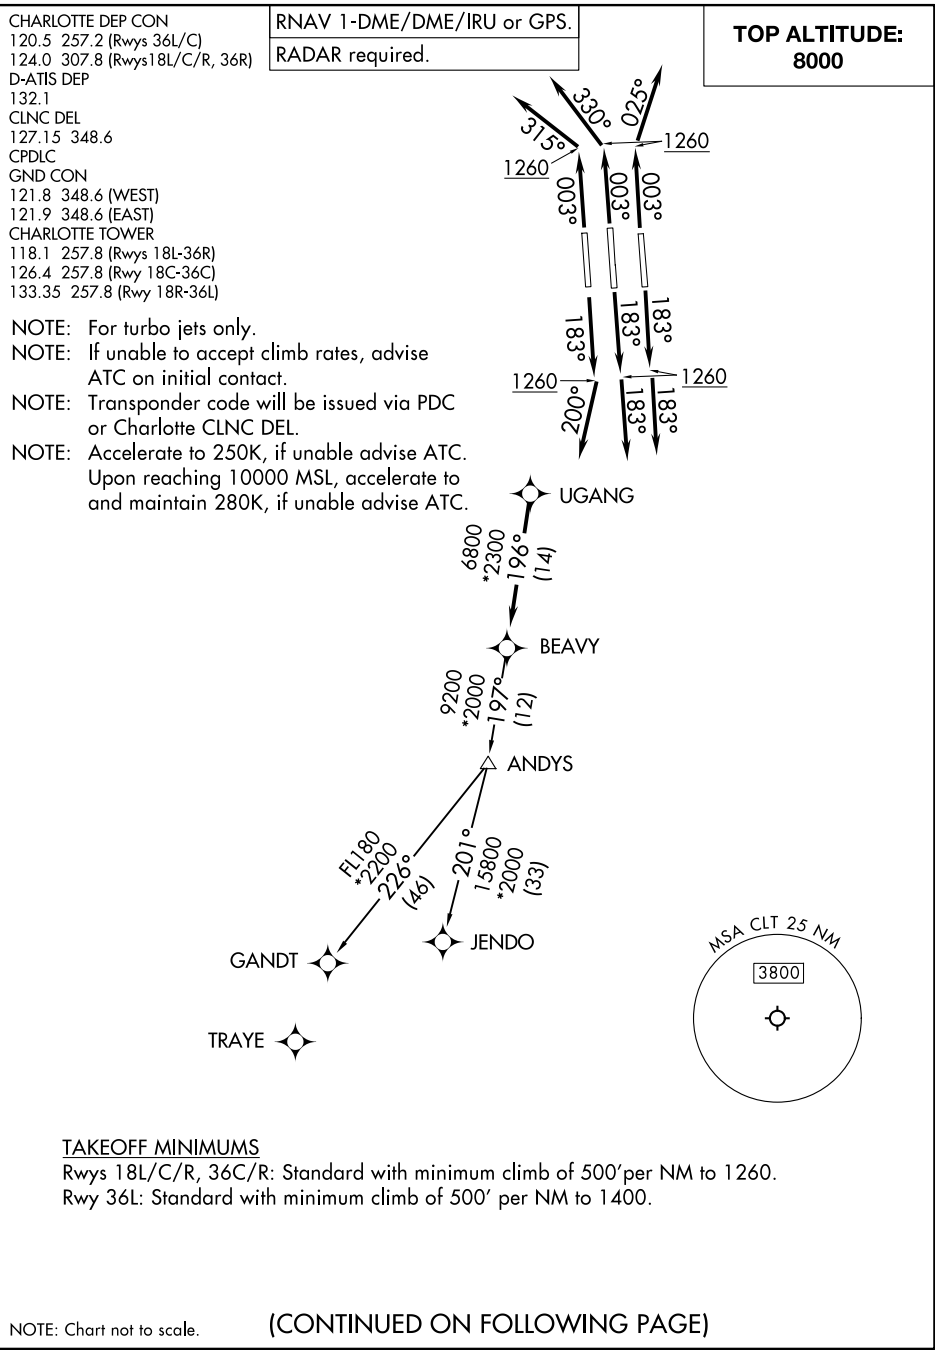 CHARLOTTE DEP CON
120.5 257.2 (Rwys 36L/C)
124.0 307.8 (Rwys18L/C/R, 36R)
D-ATIS DEP
132.1
CLNC DEL
127.15 348.6
CPDLC
GND CON
121.8 348.6 (WEST)
121.9 348.6 (EAST)
CHARLOTTE TOWER
118.1 257.8 (Rwys 18L-36R)
126.4 257.8 (Rwy 18C-36C)
133.35 257.8 (Rwy 18R-36L)
RNAV 1-DME/DME/IRU or GPS.
RADAR required.
TOP ALTITUDE:
8000
NOTE: For turbo jets only.
NOTE: If unable to accept climb rates, advise
ATC on initial contact.
NOTE: Transponder code will be issued via PDC
or Charlotte CLNC DEL.
NOTE: Accelerate to 250K, if unable advise ATC.
Upon reaching 10000 MSL, accelerate to
and maintain 280K, if unable advise ATC.
315°
330°
025°
1260
1260
003°
003°
003°
183°
183°
183°
1260
1260
200°
183°
183°
UGANG
6800
*2300
196°
(14)
BEAVY
9200
*2000
197°
(12)
ANDYS
FL180
*2200
226°
(46)
201°
15800
*2000
(33)
GANDT
JENDO
TRAYE
MSA CLT 25 NM
3800
TAKEOFF MINIMUMS
Rwys 18L/C/R, 36C/R: Standard with minimum climb of 500'per NM to 1260.
Rwy 36L: Standard with minimum climb of 500' per NM to 1400.
NOTE: Chart not to scale.
(CONTINUED ON FOLLOWING PAGE)